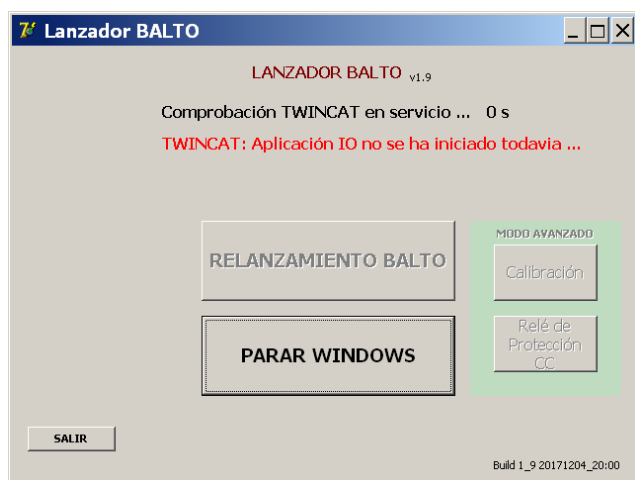 Lanzador BALTO
LANZADOR BALTO v1.9
Comprobación TWINCAT en servicio ... 0 s
TWINCAT: Aplicación IO no se ha iniciado todavia ...
MODO AVANZADO
RELANZAMIENTO BALTO
Calibración
PARAR WINDOWS
Relé de
Protección
CC
SALIR
Build 1_9 20171204_20:00